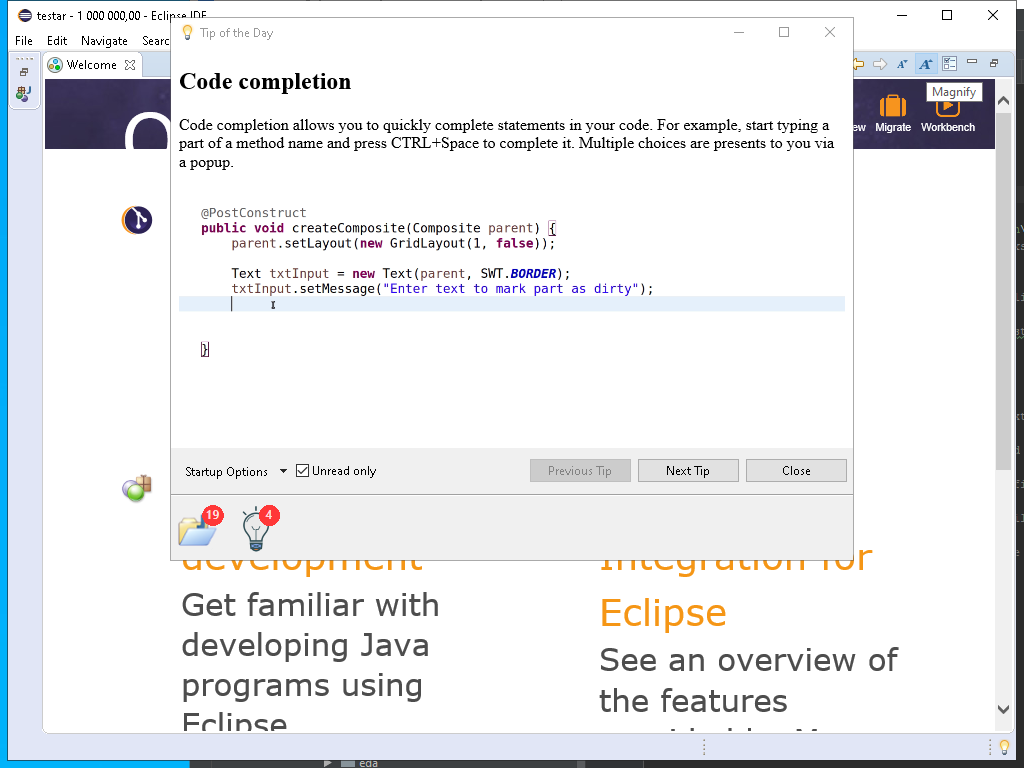 testar - 1 000 000,00 - Eclipse IDE
File Edit Navigate Searc
Welcome
Magnify
ew Migrate Workbench
Tip of the Day
Code completion
Code completion allows you to quickly complete statements in your code. For example, start typing a
part of a method name and press CTRL+Space to complete it. Multiple choices are presents to you via
a popup.
@PostConstruct
public void createComposite(Composite parent) {
parent.setLayout(new GridLayout(1, false));
Text txtInput = new Text(parent, SWT.BORDER);
txtInput.setMessage("Enter text to mark part as dirty");
}
Startup Options Unread only Previous Tip Next Tip Close
19 4
development
Get familiar with
developing Java
programs using
Eclipse
Integration for
Eclipse
See an overview of
the features
eda